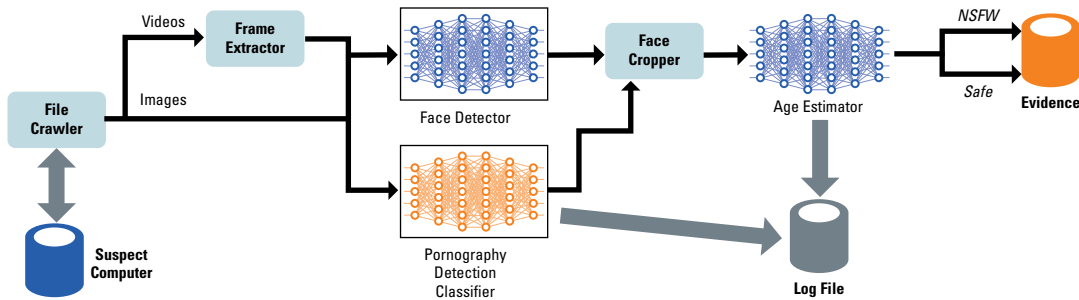 Videos
Frame
Extractor
Images
File
Crawler
Suspect
Computer
Face Detector
Pornography
Detection
Classifier
Face
Cropper
Age Estimator
Log File
NSFW
Safe
Evidence